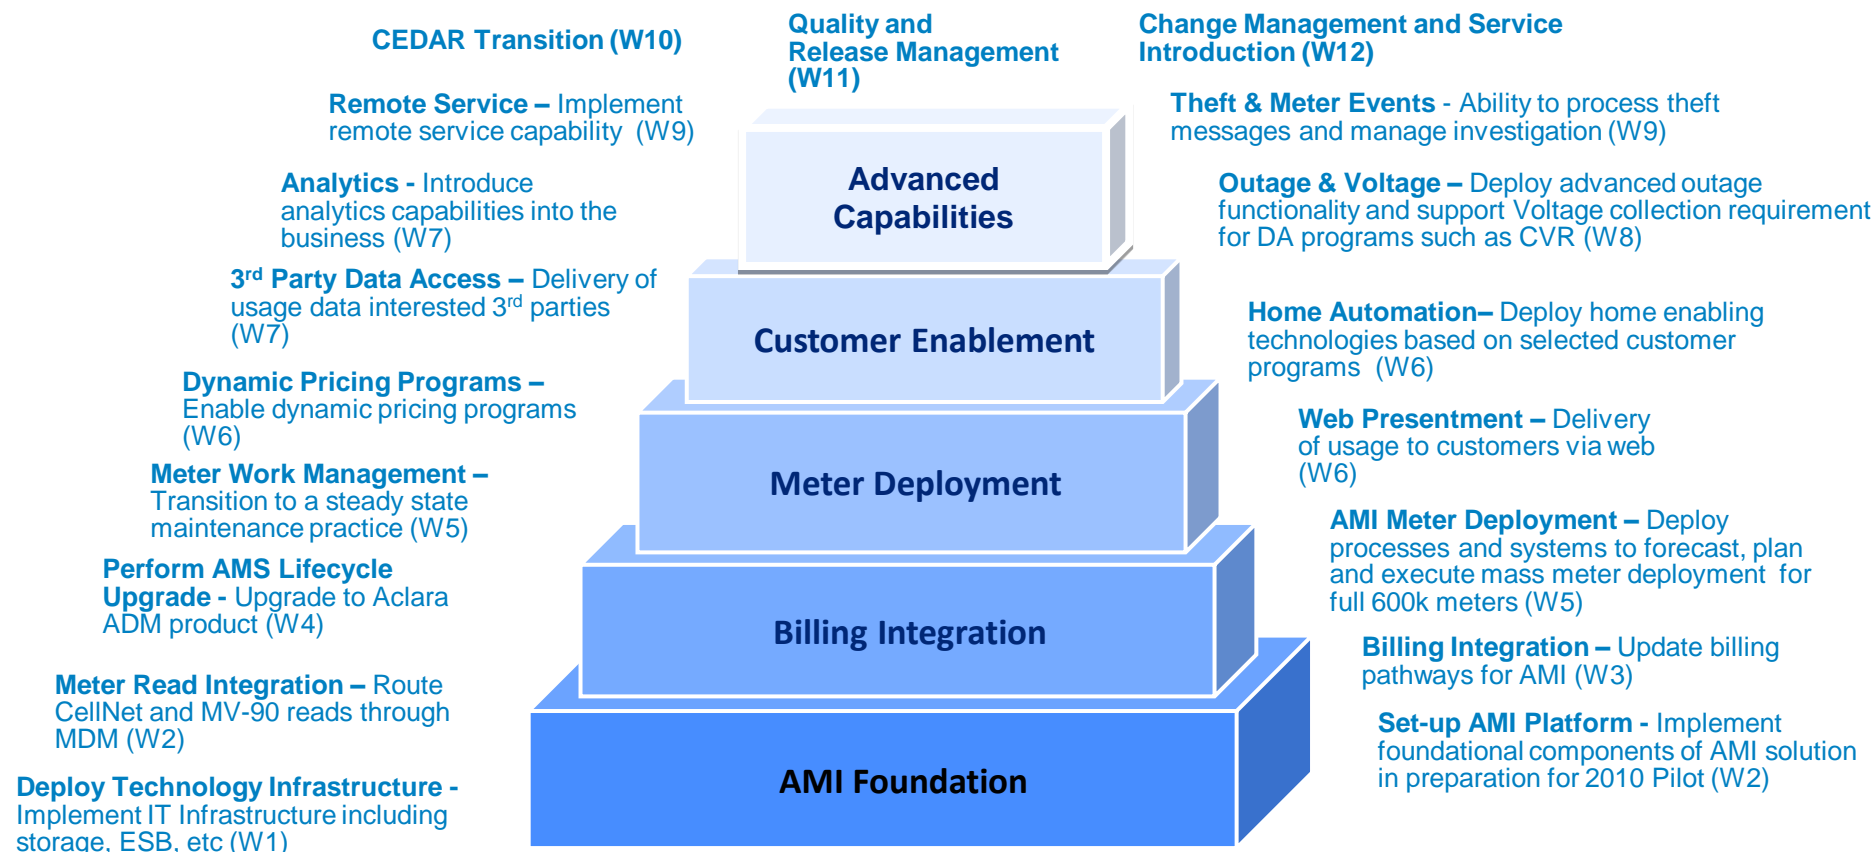 CEDAR Transition (W10)
Quality and
Release Management
(W11)
Change Management and Service
Introduction (W12)
Remote Service – Implement
remote service capability (W9)
Analytics - Introduce
analytics capabilities into the
business (W7)
3rd Party Data Access – Delivery of
usage data interested 3rd parties
(W7)
Dynamic Pricing Programs –
Enable dynamic pricing programs
(W6)
Meter Work Management –
Transition to a steady state
maintenance practice (W5)
Perform AMS Lifecycle
Upgrade - Upgrade to Aclara
ADM product (W4)
Meter Read Integration – Route
CellNet and MV-90 reads through
MDM (W2)
Deploy Technology Infrastructure -
Implement IT Infrastructure including
storage, ESB, etc (W1)
Advanced
Capabilities
Customer Enablement
Meter Deployment
Billing Integration
AMI Foundation
Theft & Meter Events - Ability to process theft
messages and manage investigation (W9)
Outage & Voltage – Deploy advanced outage
functionality and support Voltage collection requirement
for DA programs such as CVR (W8)
Home Automation– Deploy home enabling
technologies based on selected customer
programs (W6)
Web Presentment – Delivery
of usage to customers via web
(W6)
AMI Meter Deployment – Deploy
processes and systems to forecast, plan
and execute mass meter deployment for
full 600k meters (W5)
Billing Integration – Update billing
pathways for AMI (W3)
Set-up AMI Platform - Implement
foundational components of AMI solution
in preparation for 2010 Pilot (W2)